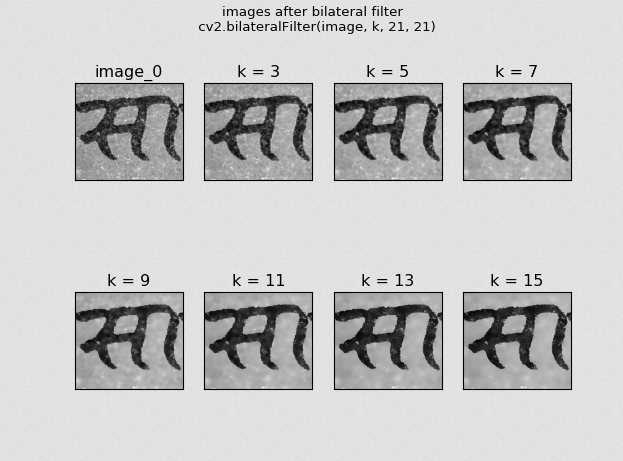 images after bilateral filter
cv2.bilateralFilter(image, k, 21, 21)
image_0 k = 3 k = 5 k = 7
k = 9 k = 11 k = 13 k = 15